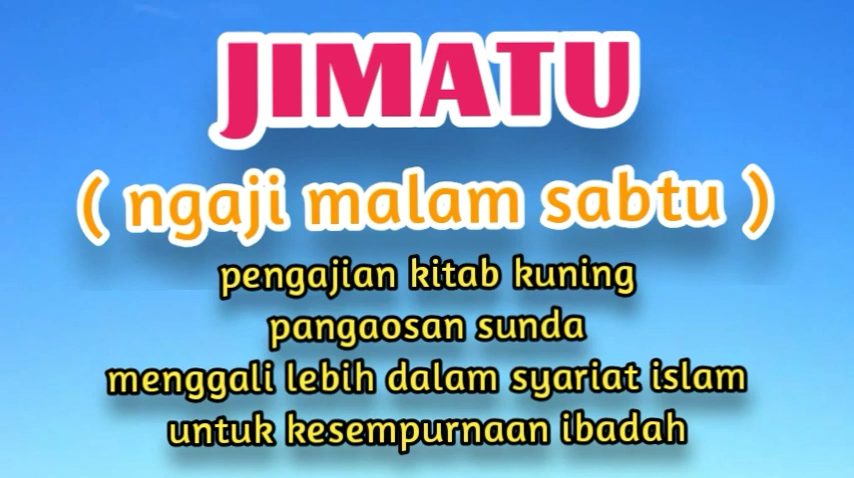 JIMATU
( ngaji malam sabtu )
pengajian kitab kuning
pangaosan sunda
menggali lebih dalam syariat islam
untuk kesempurnaan ibadah